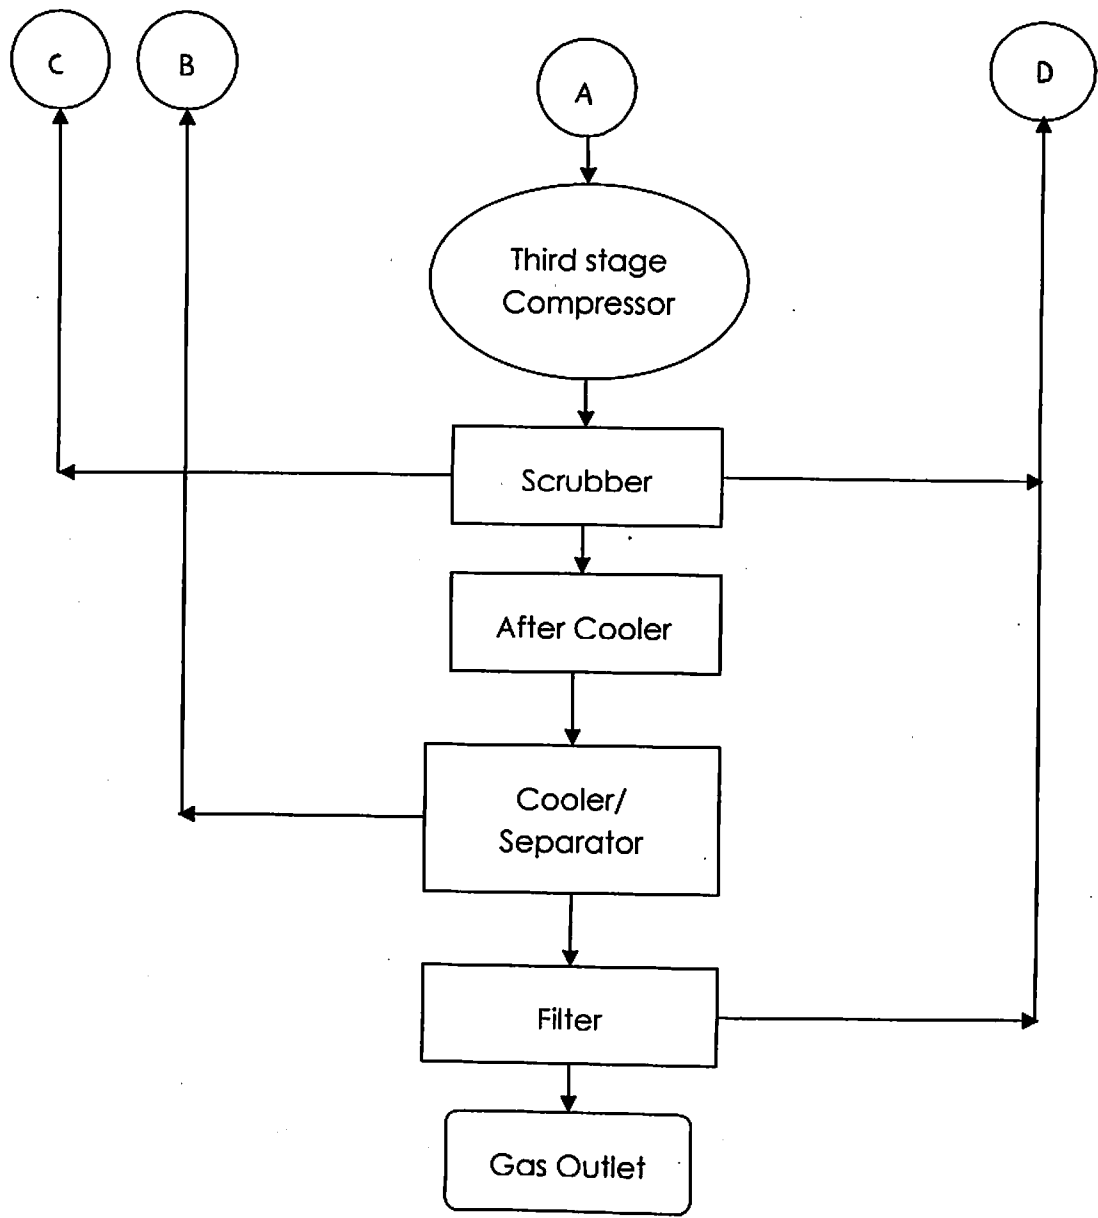 C
B
A
D
Third stage
Compressor
Scrubber
After Cooler
Cooler/
Separator
Filter
Gas Outlet